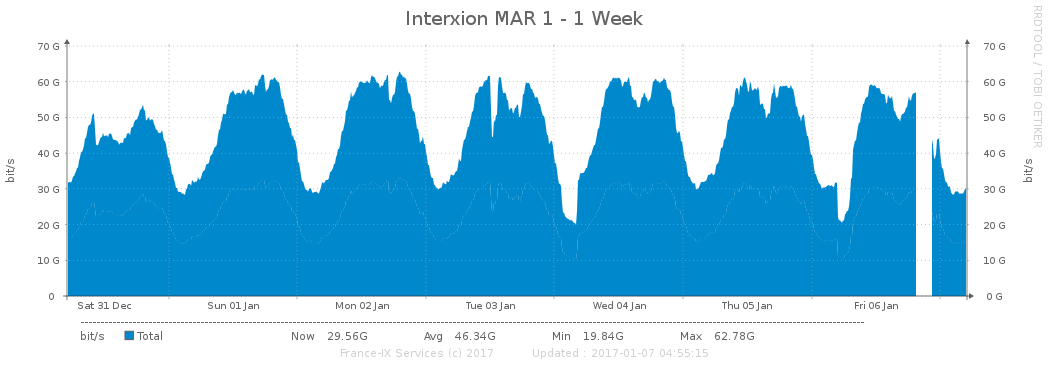 Interxion MAR 1 - 1 Week
RRDTOOL / TOBI OETIKER
70 G 70 G
60 G 60 G
50 G 50 G
40 G 40 G
30 G 30 G
20 G 20 G
10 G 10 G
0 0 G
bit/s bit/s
Sat 31 Dec Sun 01 Jan Mon 02 Jan Tue 03 Jan Wed 04 Jan Thu 05 Jan Fri 06 Jan
bit/s Total Now 29.56G Avg 46.34G Min 19.84G Max 62.78G
France-IX Services (c) 2017 Updated : 2017-01-07 04:55:15